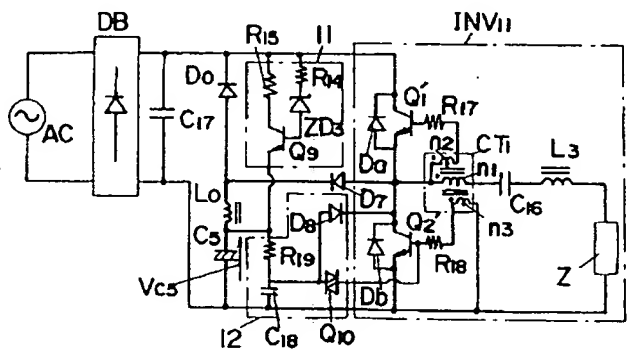 DB
R15
11
INV11
D0
R14
Q1'
R17
CT1
AC
C17
ZD3
Da
n2
n1
L3
Q9
L0
D7
C16
n3
C5
D8
Q2'
R19
R18
Z
VC5
Db
12
C18
Q10